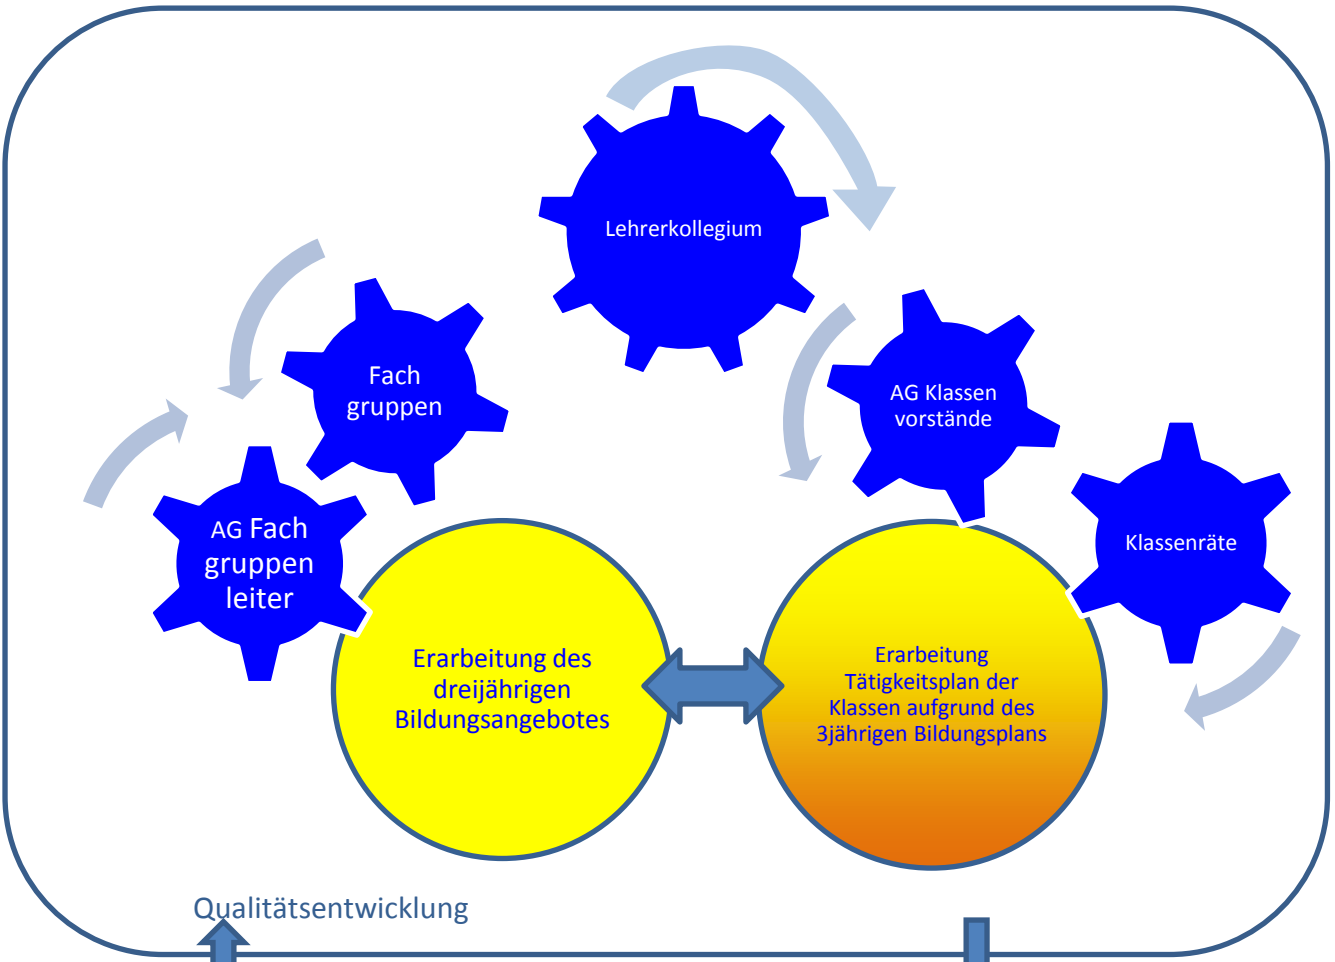 Lehrerkollegium
Fach
gruppen
AG Klassen
vorstände
AG Fach
gruppen
leiter
Klassenräte
Erarbeitung des
dreijährigen
Bildungsangebotes
Erarbeitung
Tätigkeitsplan der
Klassen aufgrund des
3jährigen Bildungsplans
Qualitätsentwicklung